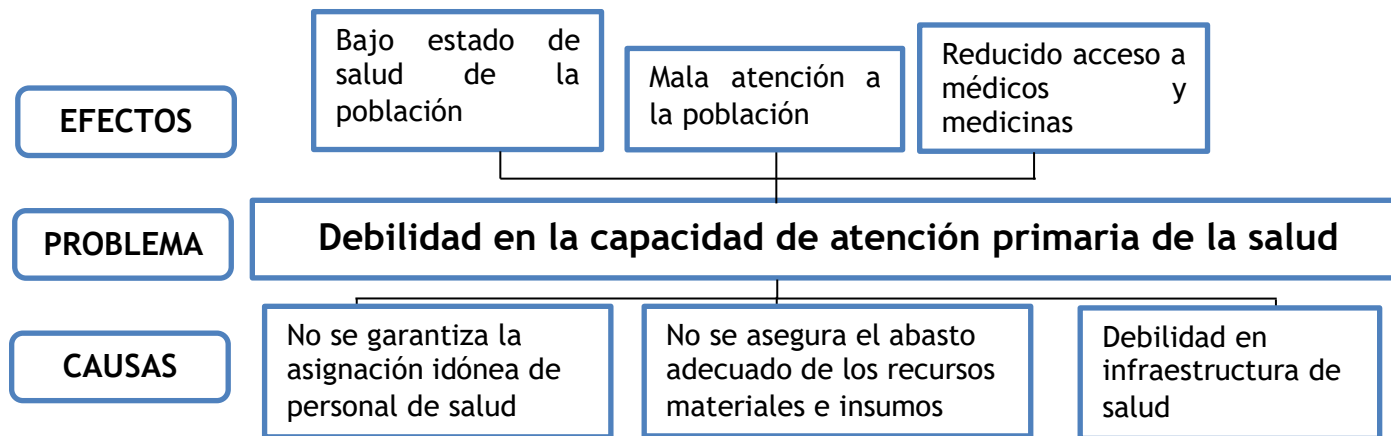 EFECTOS
Bajo estado de
salud de la
población
Mala atención a
la población
Reducido acceso a
médicos y
medicinas
PROBLEMA
Debilidad en la capacidad de atención primaria de la salud
CAUSAS
No se garantiza la
asignación idónea de
personal de salud
No se asegura el abasto
adecuado de los recursos
materiales e insumos
Debilidad en
infraestructura de
salud